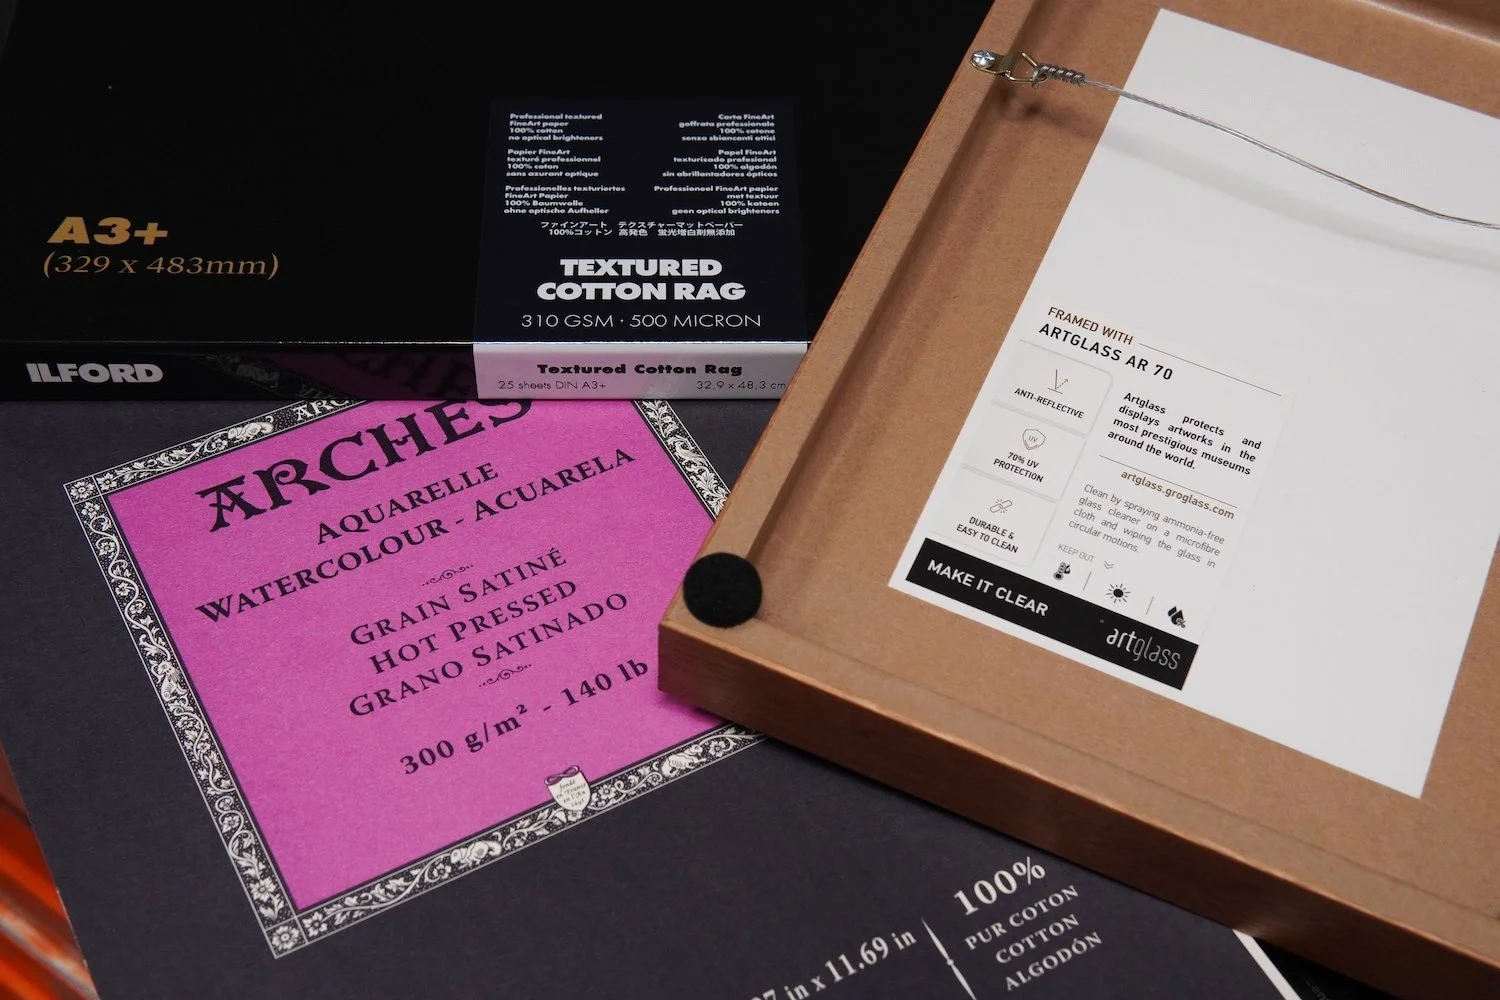 A3+
(329 x 483mm)
ILFORD
Professional textured
FineArt paper
100% cotton
no optical brighteners
Papier FineArt
texturé professionnel
100% coton
sans azurant optique
Professionelles texturiertes
FineArt Papier
100% Baumwolle
ohne optische Aufheller
Carta FineArt
goffrata professionale
100% cotone
senza sbiancanti ottici
Papel FineArt
texturizado profesional
100% algodón
sin abrillantadores ópticos
Professioneel FineArt papier
met textuur
100% katoen
geen optical brighteners
ファインアート テクスチャーマットペーパー
100%コットン 高発色 蛍光増白剤無添加
TEXTURED
COTTON RAG
310 GSM · 500 MICRON
Textured Cotton Rag
25 sheets DIN A3+ 32,9 x 48,3 cm
ARCHES
AQUARELLE
WATERCOLOUR - ACUARELA
GRAIN SATINÉ
HOT PRESSED
GRANO SATINADO
300 g/m² - 140 lb
fondé
en France
en l'An
1492
in x 11.69 in
100%
PUR COTON
COTTON
ALGODÓN
FRAMED WITH
ARTGLASS AR 70
ANTI-REFLECTIVE
UV
70% UV
PROTECTION
DURABLE &
EASY TO CLEAN
Artglass protects and
displays artworks in the
most prestigious museums
around the world.
artglass.groglass.com
Clean by spraying ammonia-free
glass cleaner on a microfibre
cloth and wiping the glass in
circular motions.
KEEP OUT
MAKE IT CLEAR
artglass